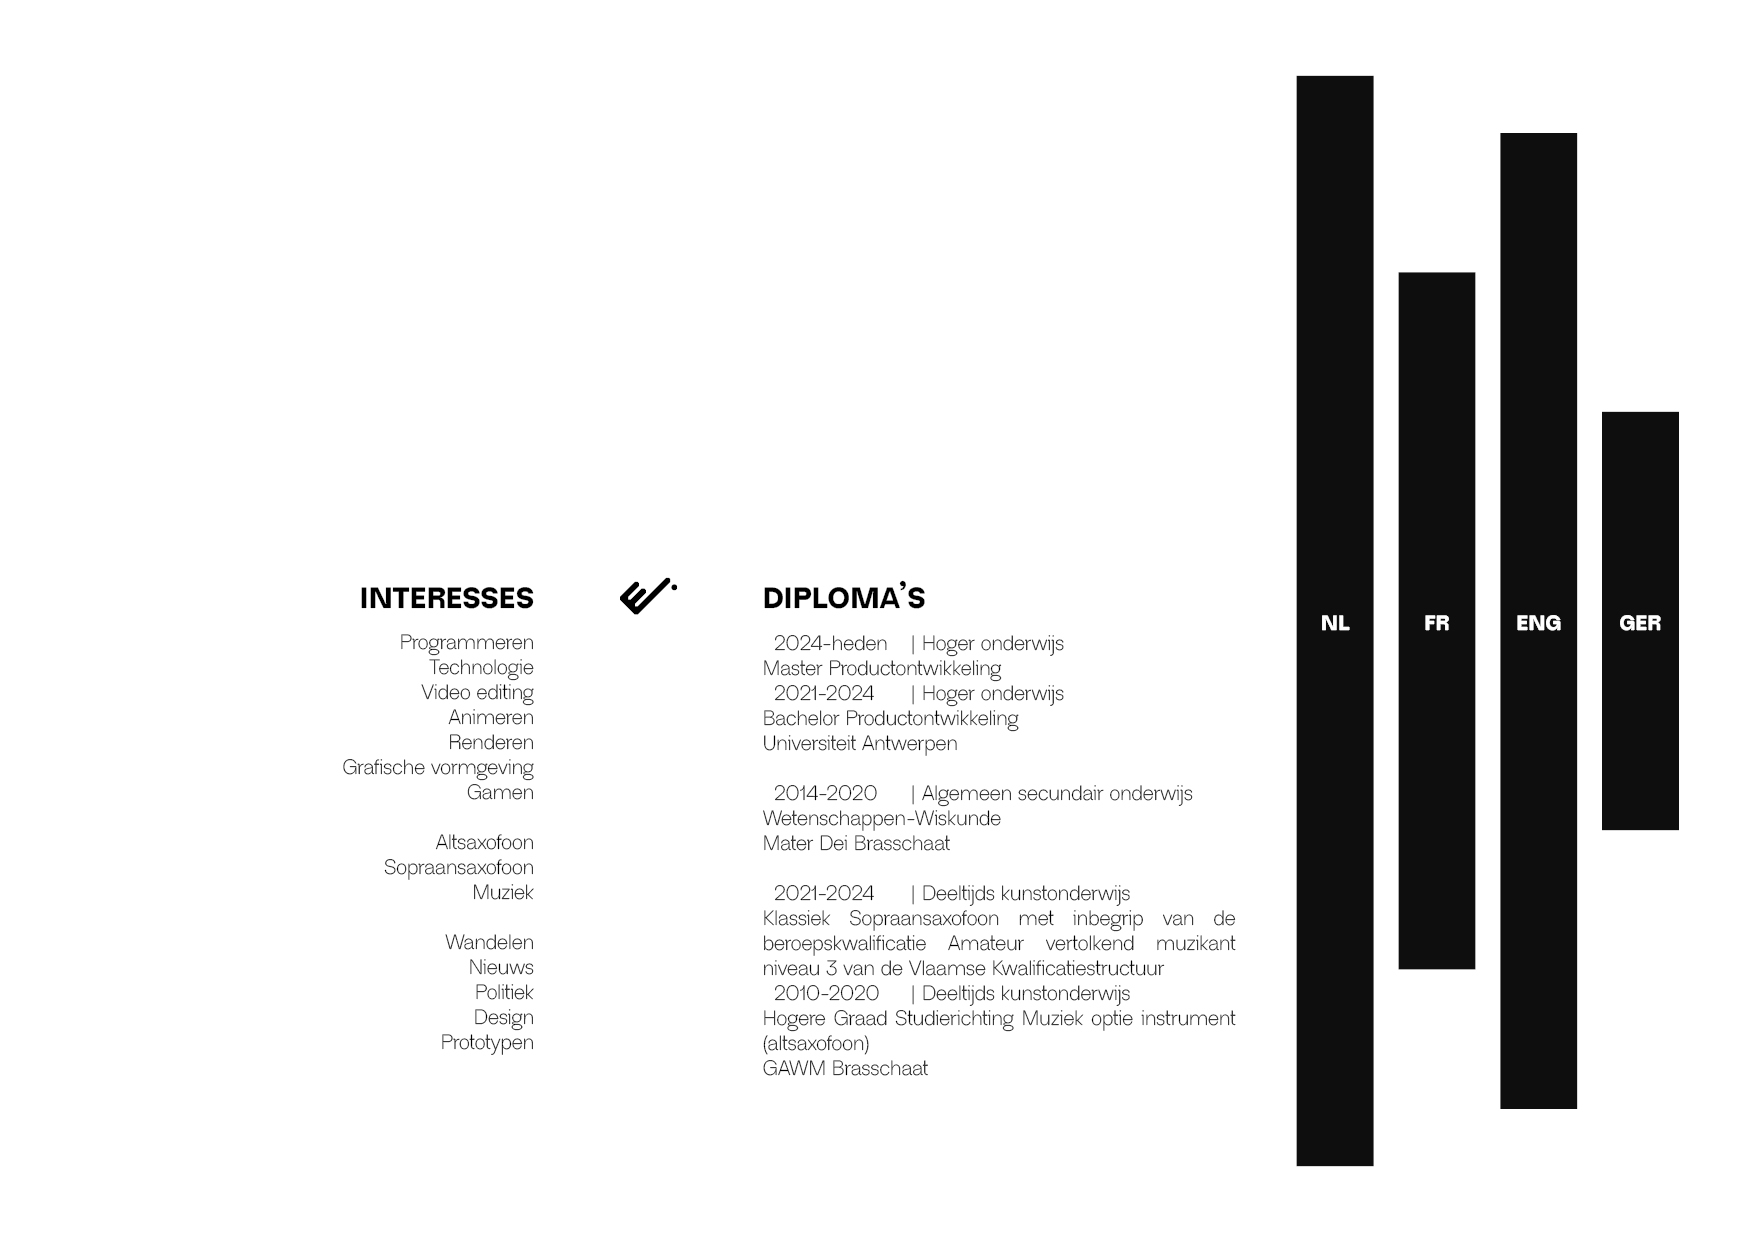 INTERESSES
Programmeren
Technologie
Video editing
Animeren
Renderen
Grafische vormgeving
Gamen
Altsaxofoon
Sopraansaxofoon
Muziek
Wandelen
Nieuws
Politiek
Design
Prototypen
DIPLOMA'S
2024-heden | Hoger onderwijs
Master Productontwikkeling
2021-2024 | Hoger onderwijs
Bachelor Productontwikkeling
Universiteit Antwerpen
2014-2020 | Algemeen secundair onderwijs
Wetenschappen-Wiskunde
Mater Dei Brasschaat
2021-2024 | Deeltijds kunstonderwijs
Klassiek Sopraansaxofoon met inbegrip van de
beroepskwalificatie Amateur vertolkend muzikant
niveau 3 van de Vlaamse Kwalificatiestructuur
2010-2020 | Deeltijds kunstonderwijs
Hogere Graad Studierichting Muziek optie instrument
(altsaxofoon)
GAWM Brasschaat
NL
FR
ENG
GER